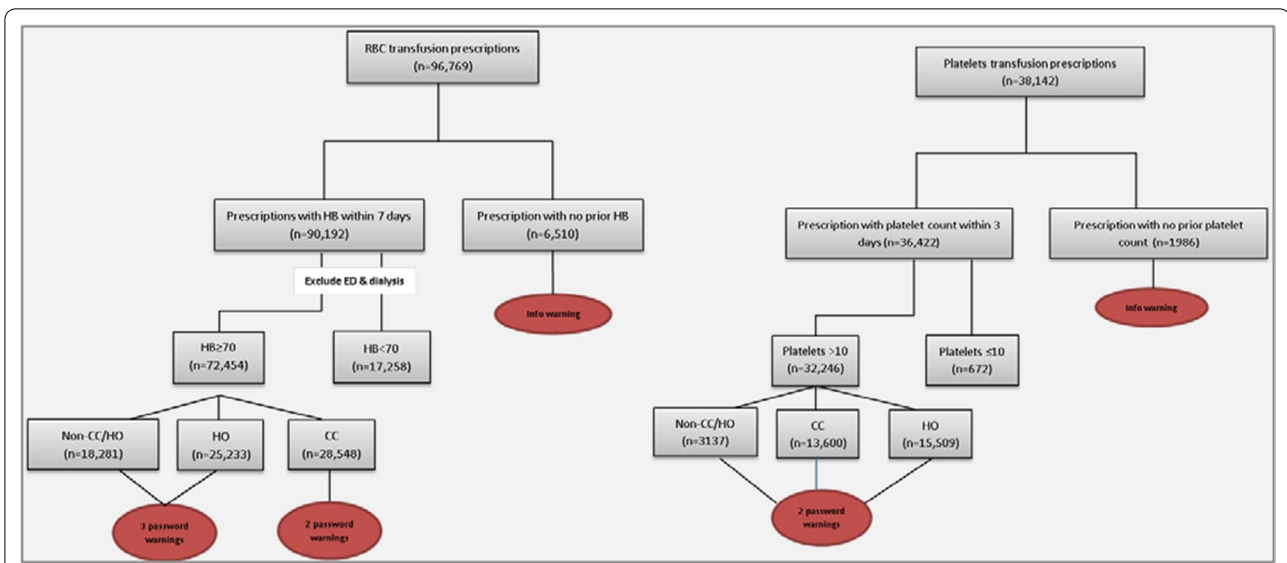 RBC transfusion prescriptions
(n=96,769)
Prescriptions with HB within 7 days
(n=90,192)
Prescription with no prior HB
(n=6,510)
Exclude ED & dialysis
Info warning
HB≥70
(n=72,454)
HB<70
(n=17,258)
Non-CC/HO
(n=18,281)
HO
(n=25,233)
CC
(n=28,548)
3 password
warnings
2 password
warnings
Platelets transfusion prescriptions
(n=38,142)
Prescription with platelet count within 3
days (n=36,422)
Prescription with no prior platelet
count (n=1986)
Info warning
Platelets >10
(n=32,246)
Platelets ≤10
(n=672)
Non-CC/HO
(n=3137)
CC
(n=13,600)
HO
(n=15,509)
2 password
warnings